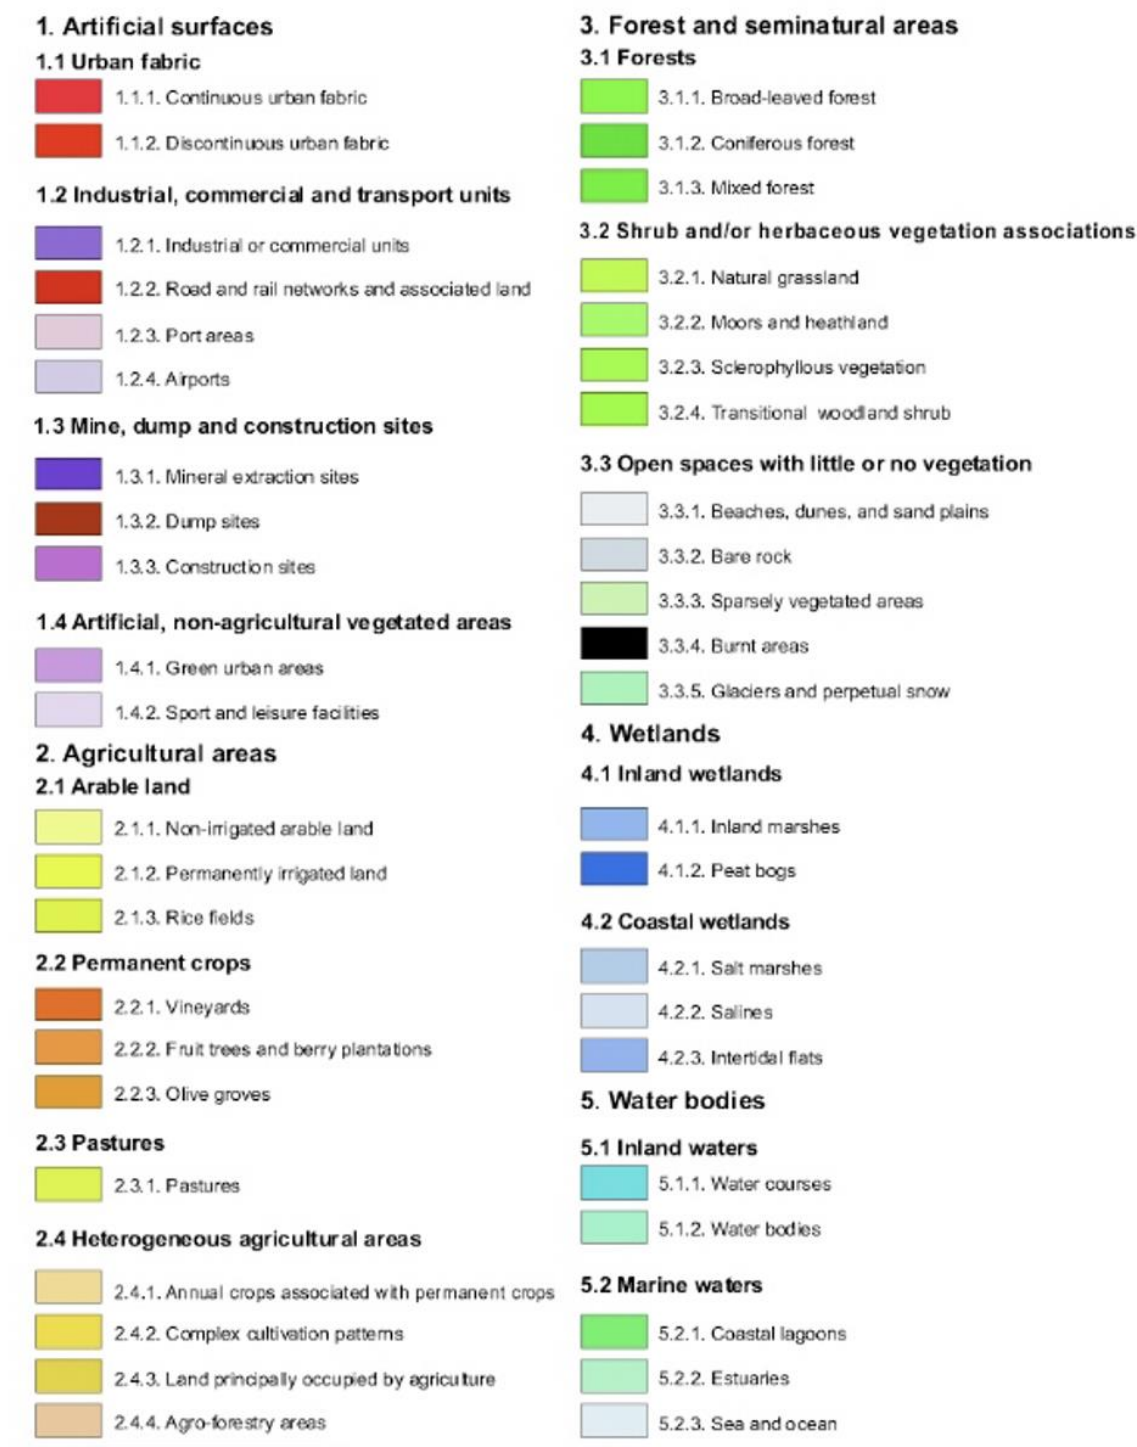 1. Artificial surfaces
1.1 Urban fabric
1.1.1. Continuous urban fabric
1.1.2. Discontinuous urban fabric
1.2 Industrial, commercial and transport units
1.2.1. Industrial or commercial units
1.2.2. Road and rail networks and associated land
1.2.3. Port areas
1.2.4. Airports
1.3 Mine, dump and construction sites
1.3.1. Mineral extraction sites
1.3.2. Dump sites
1.3.3. Construction sites
1.4 Artificial, non-agricultural vegetated areas
1.4.1. Green urban areas
1.4.2. Sport and leisure facilities
2. Agricultural areas
2.1 Arable land
2.1.1. Non-irrigated arable land
2.1.2. Permanently irrigated land
2.1.3. Rice fields
2.2 Permanent crops
2.2.1. Vineyards
2.2.2. Fruit trees and berry plantations
2.2.3. Olive groves
2.3 Pastures
2.3.1. Pastures
2.4 Heterogeneous agricultural areas
2.4.1. Annual crops associated with permanent crops
2.4.2. Complex cultivation patterns
2.4.3. Land principally occupied by agriculture
2.4.4. Agro-forestry areas
3. Forest and seminatural areas
3.1 Forests
3.1.1. Broad-leaved forest
3.1.2. Coniferous forest
3.1.3. Mixed forest
3.2 Shrub and/or herbaceous vegetation associations
3.2.1. Natural grassland
3.2.2. Moors and heathland
3.2.3. Sclerophyllous vegetation
3.2.4. Transitional woodland shrub
3.3 Open spaces with little or no vegetation
3.3.1. Beaches, dunes, and sand plains
3.3.2. Bare rock
3.3.3. Sparsely vegetated areas
3.3.4. Burnt areas
3.3.5. Glaciers and perpetual snow
4. Wetlands
4.1 Inland wetlands
4.1.1. Inland marshes
4.1.2. Peat bogs
4.2 Coastal wetlands
4.2.1. Salt marshes
4.2.2. Salines
4.2.3. Intertidal flats
5. Water bodies
5.1 Inland waters
5.1.1. Water courses
5.1.2. Water bodies
5.2 Marine waters
5.2.1. Coastal lagoons
5.2.2. Estuaries
5.2.3. Sea and ocean